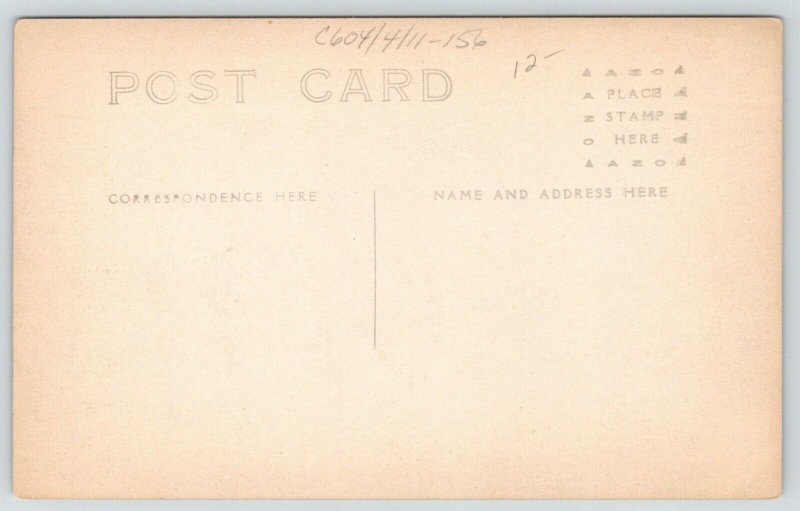 C604/4/11-156
12-
POST CARD
AZO
A PLACE
Z STAMP
O HERE
AZO
CORRESPONDENCE HERE
NAME AND ADDRESS HERE